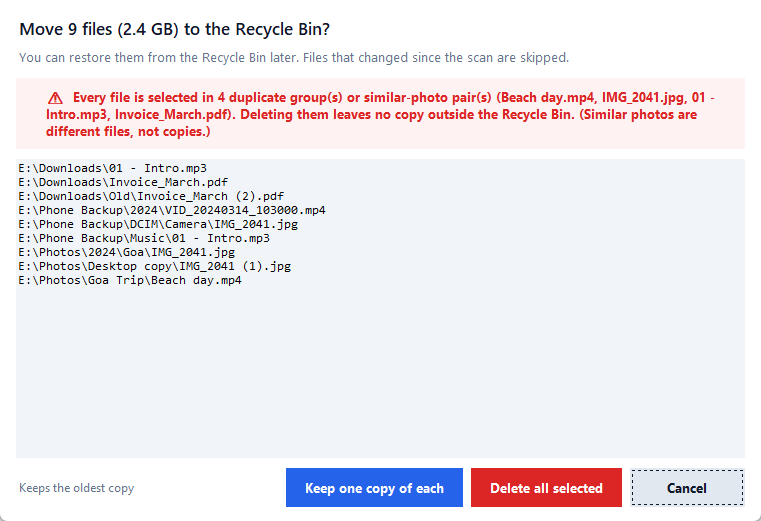 Move 9 files (2.4 GB) to the Recycle Bin?
You can restore them from the Recycle Bin later. Files that changed since the scan are skipped.
⚠ Every file is selected in 4 duplicate group(s) or similar-photo pair(s) (Beach day.mp4, IMG_2041.jpg, 01 -
Intro.mp3, Invoice_March.pdf). Deleting them leaves no copy outside the Recycle Bin. (Similar photos are
different files, not copies.)
E:\Downloads\01 - Intro.mp3
E:\Downloads\Invoice_March.pdf
E:\Downloads\Old\Invoice_March (2).pdf
E:\Phone Backup\2024\VID_20240314_103000.mp4
E:\Phone Backup\DCIM\Camera\IMG_2041.jpg
E:\Phone Backup\Music\01 - Intro.mp3
E:\Photos\2024\Goa\IMG_2041.jpg
E:\Photos\Desktop copy\IMG_2041 (1).jpg
E:\Photos\Goa Trip\Beach day.mp4
Keeps the oldest copy
Keep one copy of each
Delete all selected
Cancel